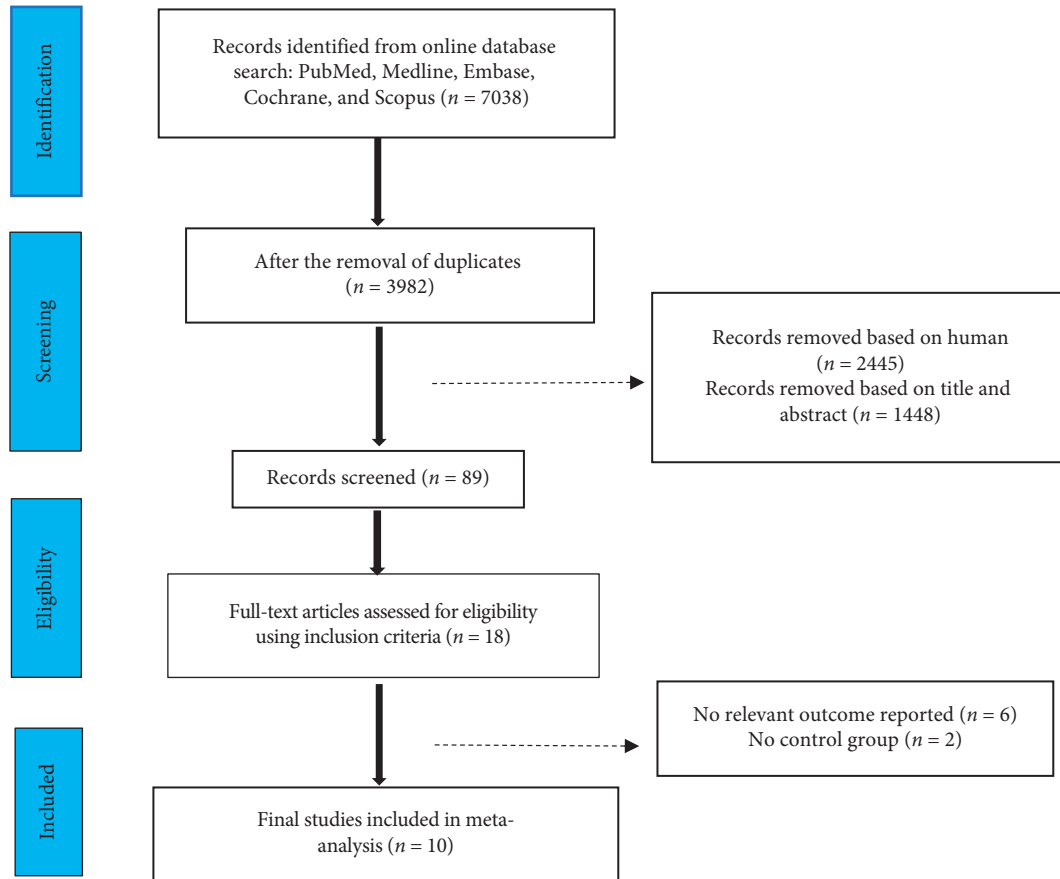 Identification
Records identified from online database
search: PubMed, Medline, Embase,
Cochrane, and Scopus (n = 7038)
Screening
After the removal of duplicates
(n = 3982)
Records removed based on human
(n = 2445)
Records removed based on title and
abstract (n = 1448)
Records screened (n = 89)
Eligibility
Full-text articles assessed for eligibility
using inclusion criteria (n = 18)
No relevant outcome reported (n = 6)
No control group (n = 2)
Included
Final studies included in meta-
analysis (n = 10)